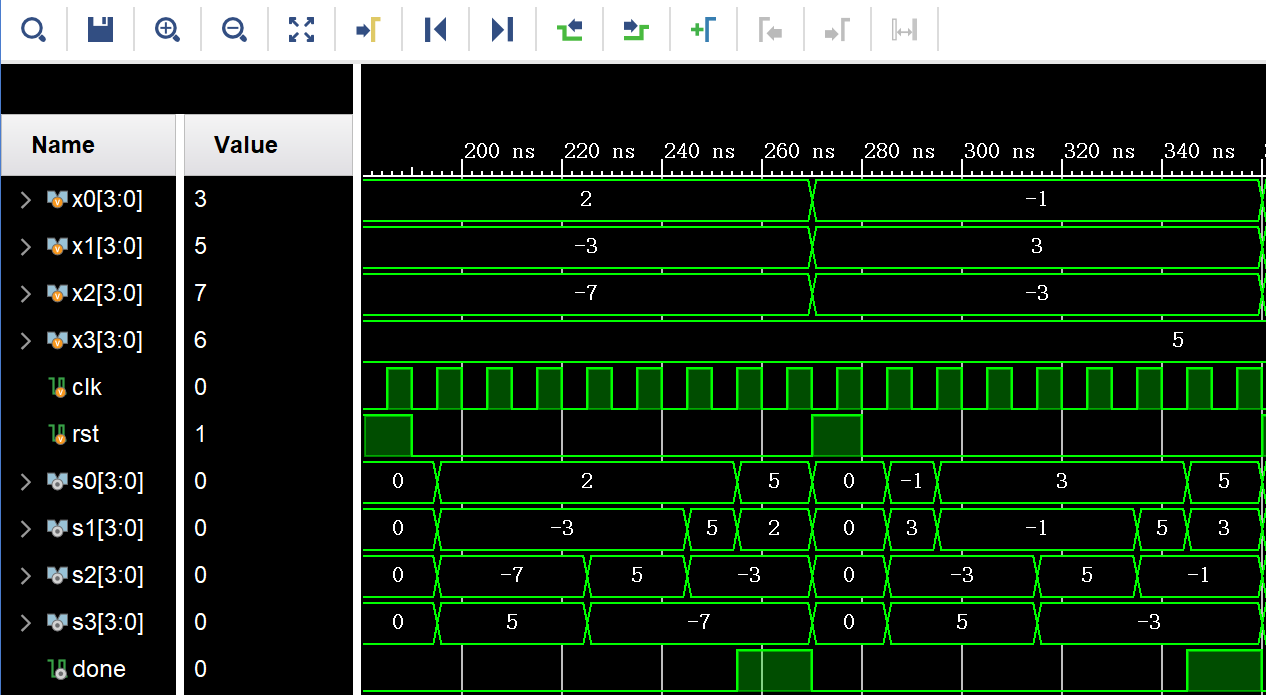 Name Value 200 ns 220 ns 240 ns 260 ns 280 ns 300 ns 320 ns 340 ns
x0[3:0] 3 2 -1
x1[3:0] 5 -3 3
x2[3:0] 7 -7 -3
x3[3:0] 6 5
clk 0
rst 1
s0[3:0] 0 0 2 5 0 -1 3 5
s1[3:0] 0 0 -3 5 2 0 3 -1 5 3
s2[3:0] 0 0 -7 5 -3 0 -3 5 -1
s3[3:0] 0 0 5 -7 0 5 -3
done 0